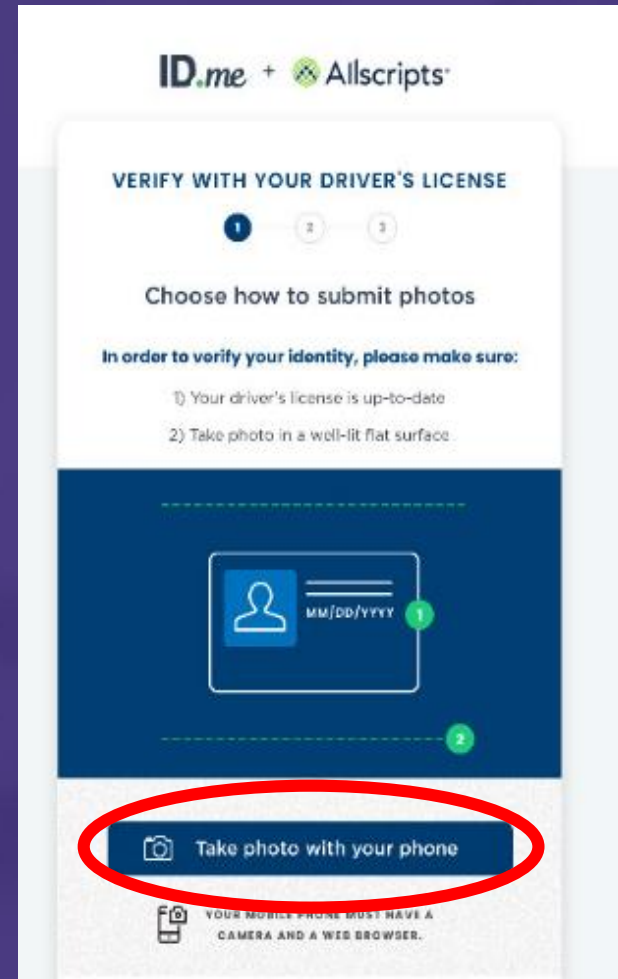 ID.me + Allscripts
VERIFY WITH YOUR DRIVER'S LICENSE
1 2 3
Choose how to submit photos
In order to verify your identity, please make sure:
1) Your driver's license is up-to-date
2) Take photo in a well-lit flat surface
MM/DD/YYYY 1
2
Take photo with your phone
YOUR MOBILE PHONE MUST HAVE A
CAMERA AND A WEB BROWSER.